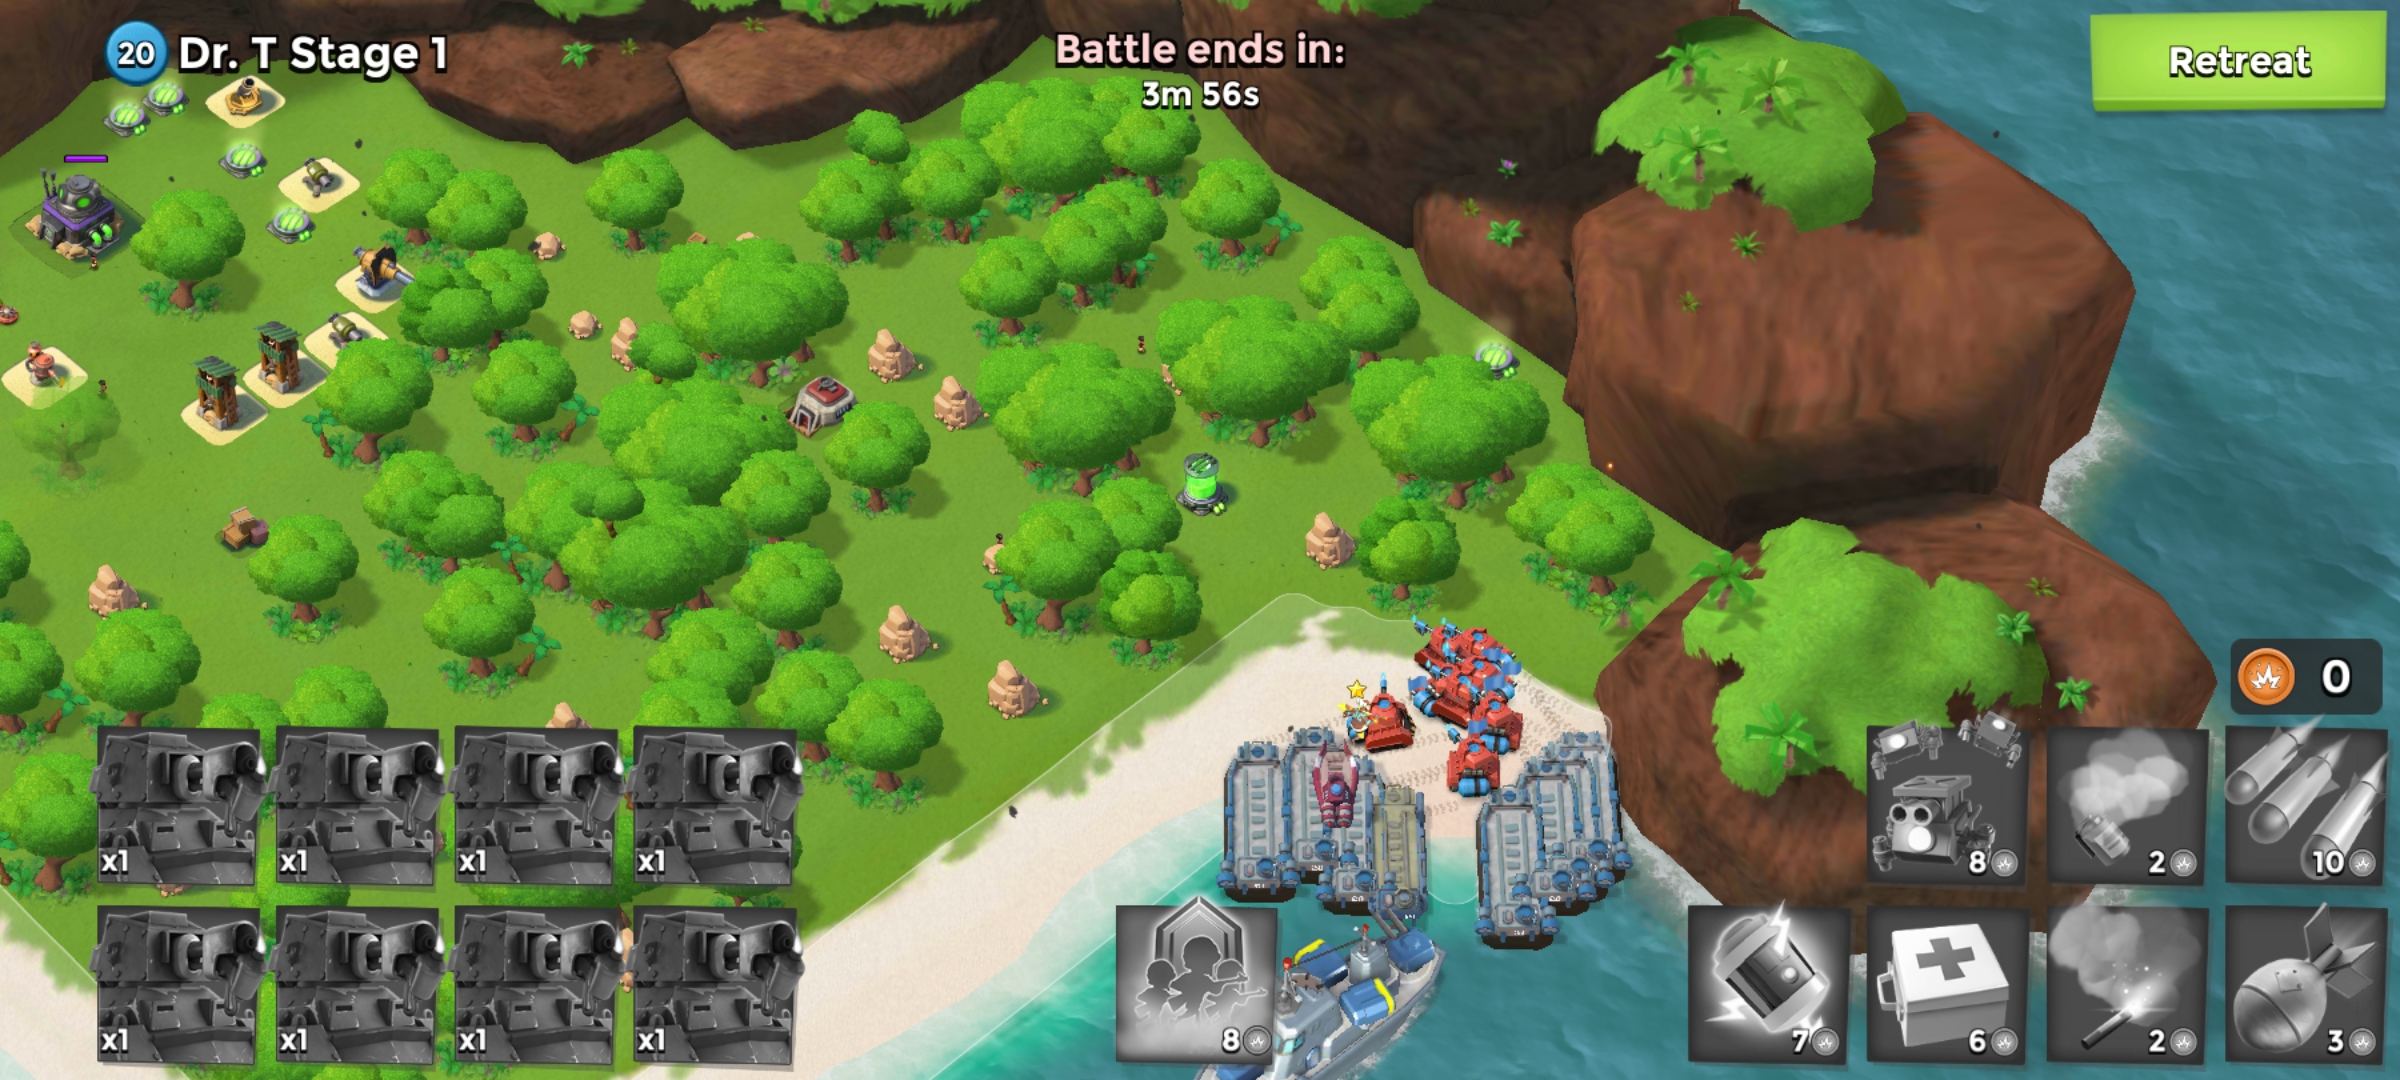 20 Dr. T Stage 1
Battle ends in:
3m 56s
Retreat
0
x1 x1 x1 x1
8 2 10
x1 x1 x1 x1
8 7 6 2 3